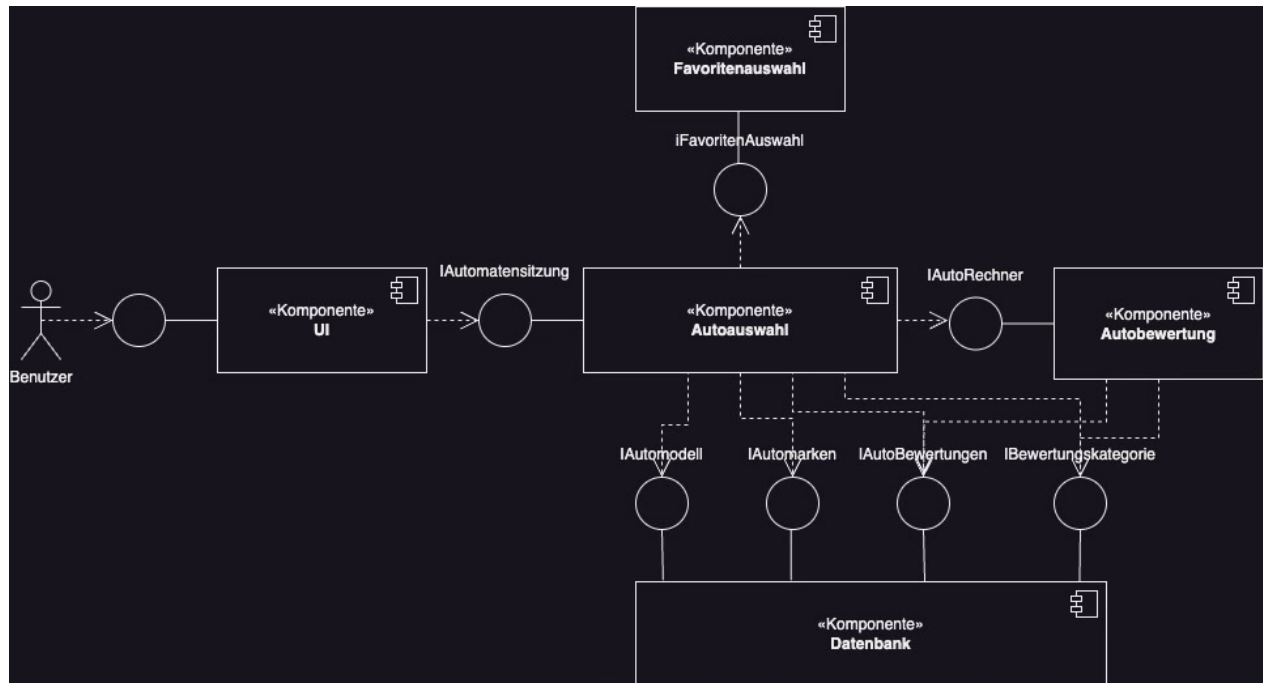 «Komponente»
Favoritenauswahl
iFavoritenAuswahl
IAutomatensitzung
IAutoRechner
«Komponente»
UI
«Komponente»
Autoauswahl
«Komponente»
Autobewertung
Benutzer
IAutomodell
IAutomarken
IAutoBewertungen
IBewertungskategorie
«Komponente»
Datenbank